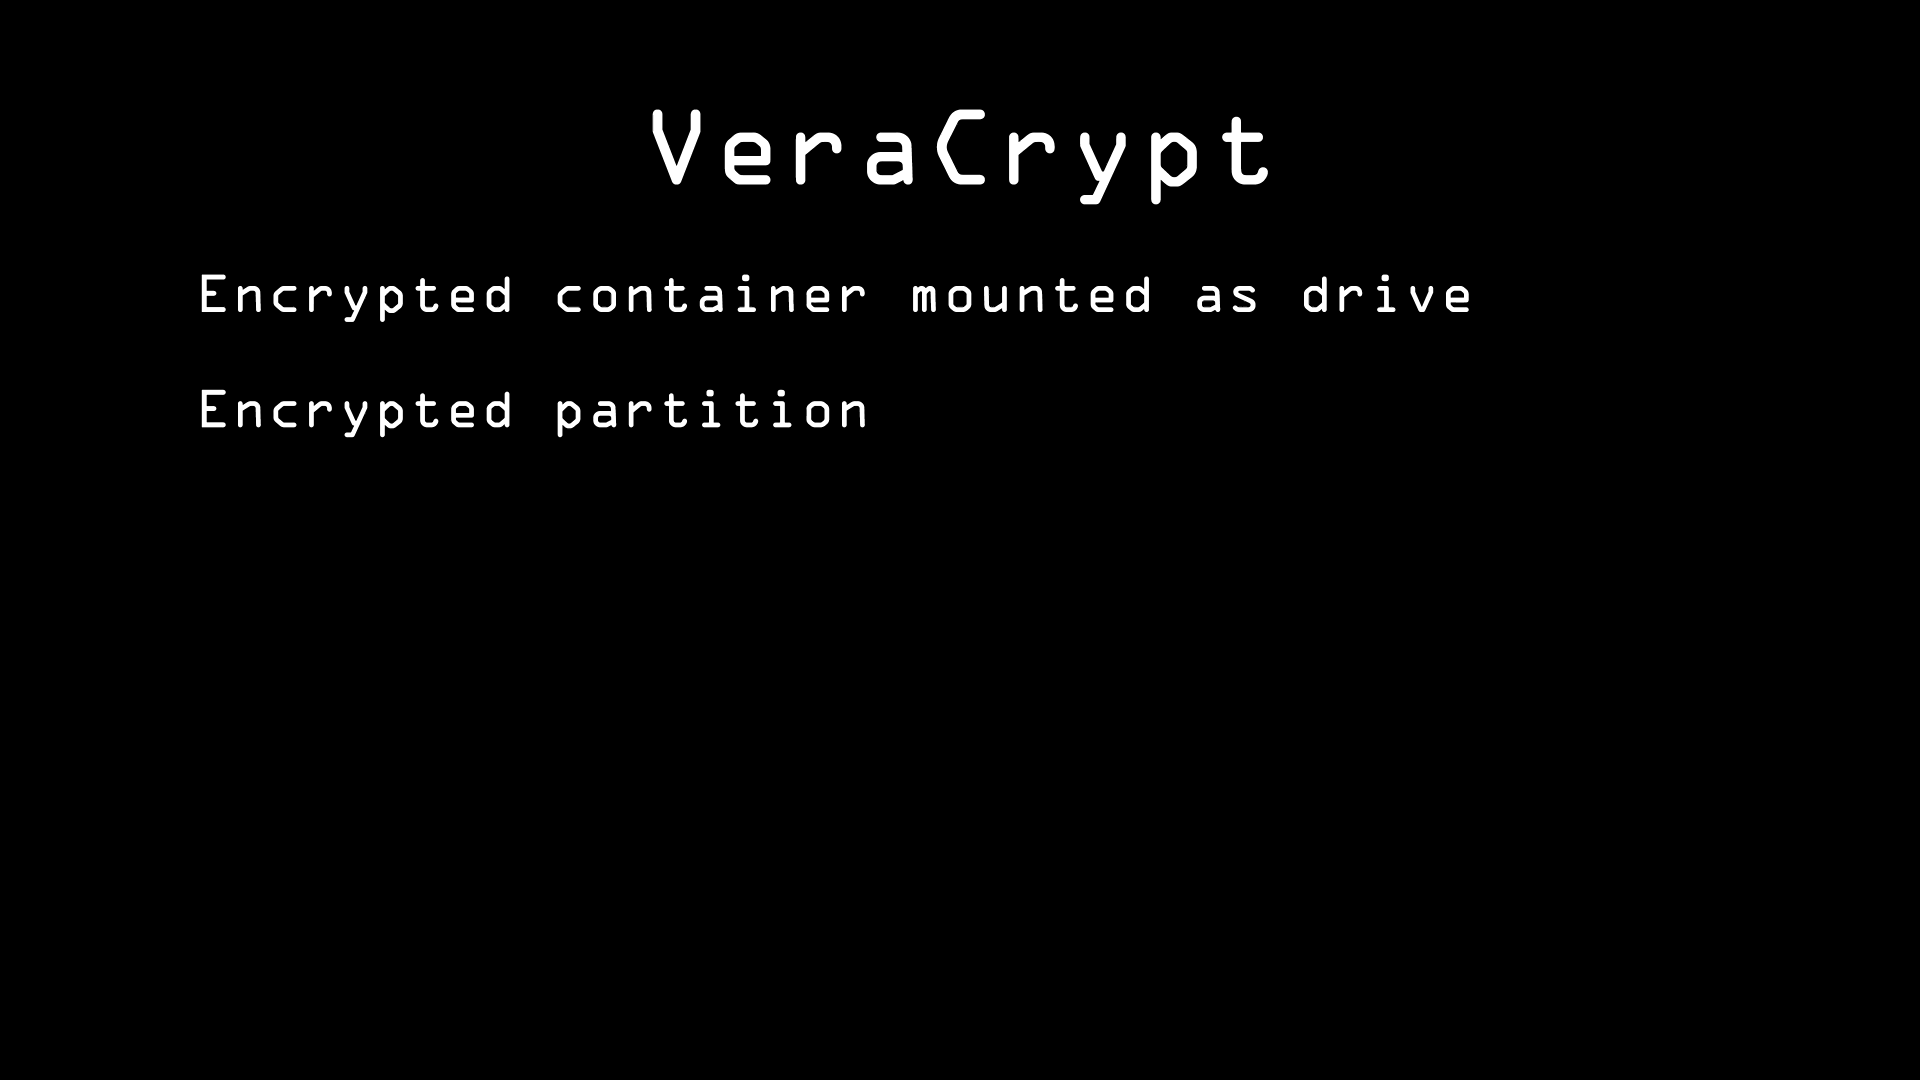 VeraCrypt
Encrypted container mounted as drive
Encrypted partition